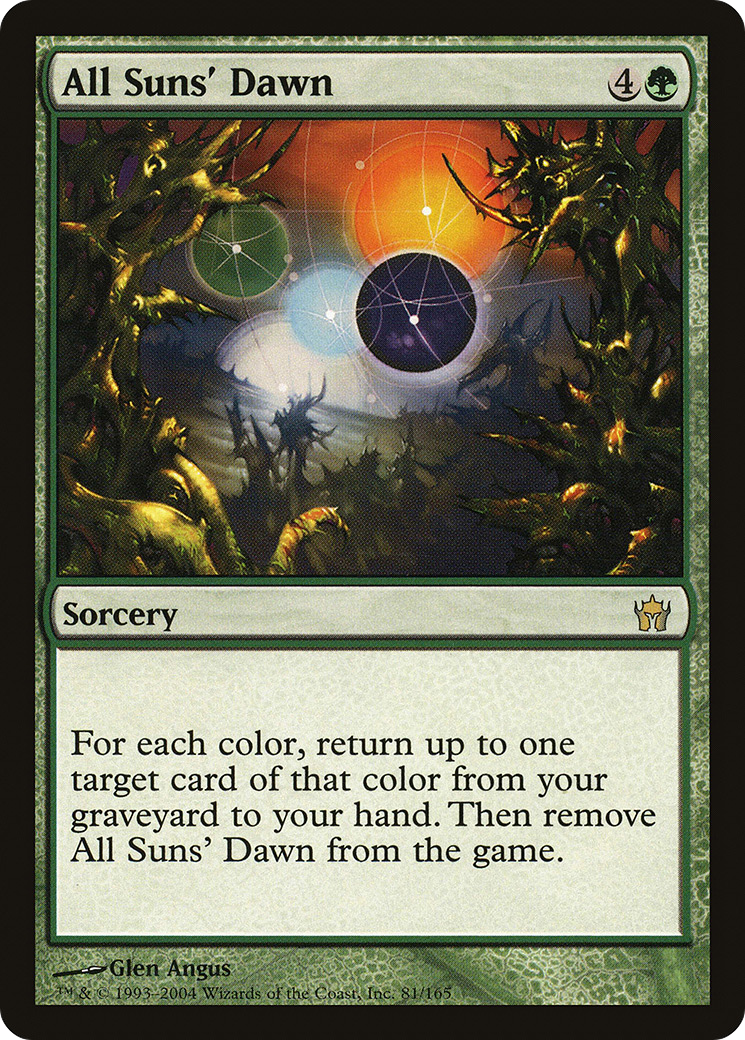 All Suns' Dawn 4
Sorcery
For each color, return up to one
target card of that color from your
graveyard to your hand. Then remove
All Suns' Dawn from the game.
Glen Angus
™ & © 1993–2004 Wizards of the Coast, Inc. 81/165